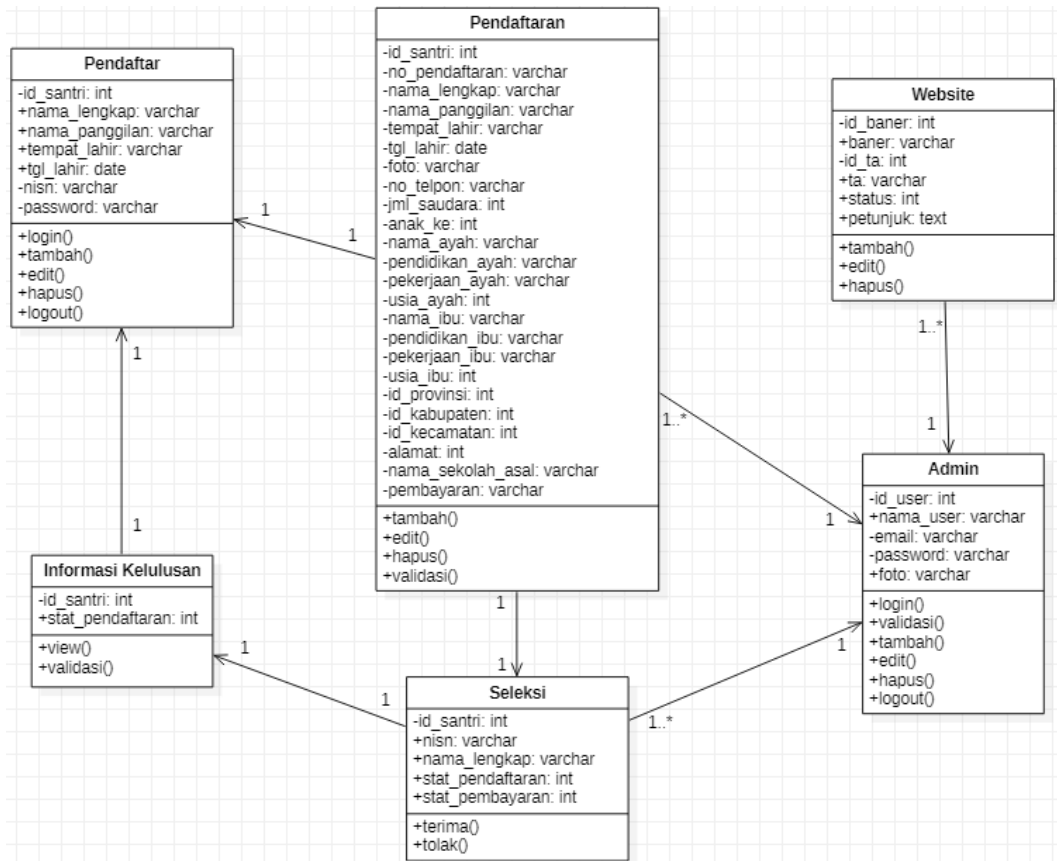 Pendaftar
-id_santri: int
+nama_lengkap: varchar
+nama_panggilan: varchar
+tempat_lahir: varchar
+tgl_lahir: date
-nisn: varchar
-password: varchar
+login()
+tambah()
+edit()
+hapus()
+logout()
1
1
Pendaftaran
-id_santri: int
-no_pendaftaran: varchar
-nama_lengkap: varchar
-nama_panggilan: varchar
-tempat_lahir: varchar
-tgl_lahir: date
-foto: varchar
-no_telpon: varchar
-jml_saudara: int
-anak_ke: int
-nama_ayah: varchar
-pendidikan_ayah: varchar
-pekerjaan_ayah: varchar
-usia_ayah: int
-nama_ibu: varchar
-pendidikan_ibu: varchar
-pekerjaan_ibu: varchar
-usia_ibu: int
-id_provinsi: int
-id_kabupaten: int
-id_kecamatan: int
-alamat: int
-nama_sekolah_asal: varchar
-pembayaran: varchar
+tambah()
+edit()
+hapus()
+validasi()
Website
-id_baner: int
+baner: varchar
-id_ta: int
+ta: varchar
+status: int
+petunjuk: text
+tambah()
+edit()
+hapus()
1..*
1
1..*
1
Admin
-id_user: int
+nama_user: varchar
-email: varchar
-password: varchar
+foto: varchar
+login()
+validasi()
+tambah()
+edit()
+hapus()
+logout()
1
1
Informasi Kelulusan
-id_santri: int
+stat_pendaftaran: int
+view()
+validasi()
1
1
1
1
Seleksi
-id_santri: int
+nisn: varchar
+nama_lengkap: varchar
+stat_pendaftaran: int
+stat_pembayaran: int
+terima()
+tolak()
1..*
1